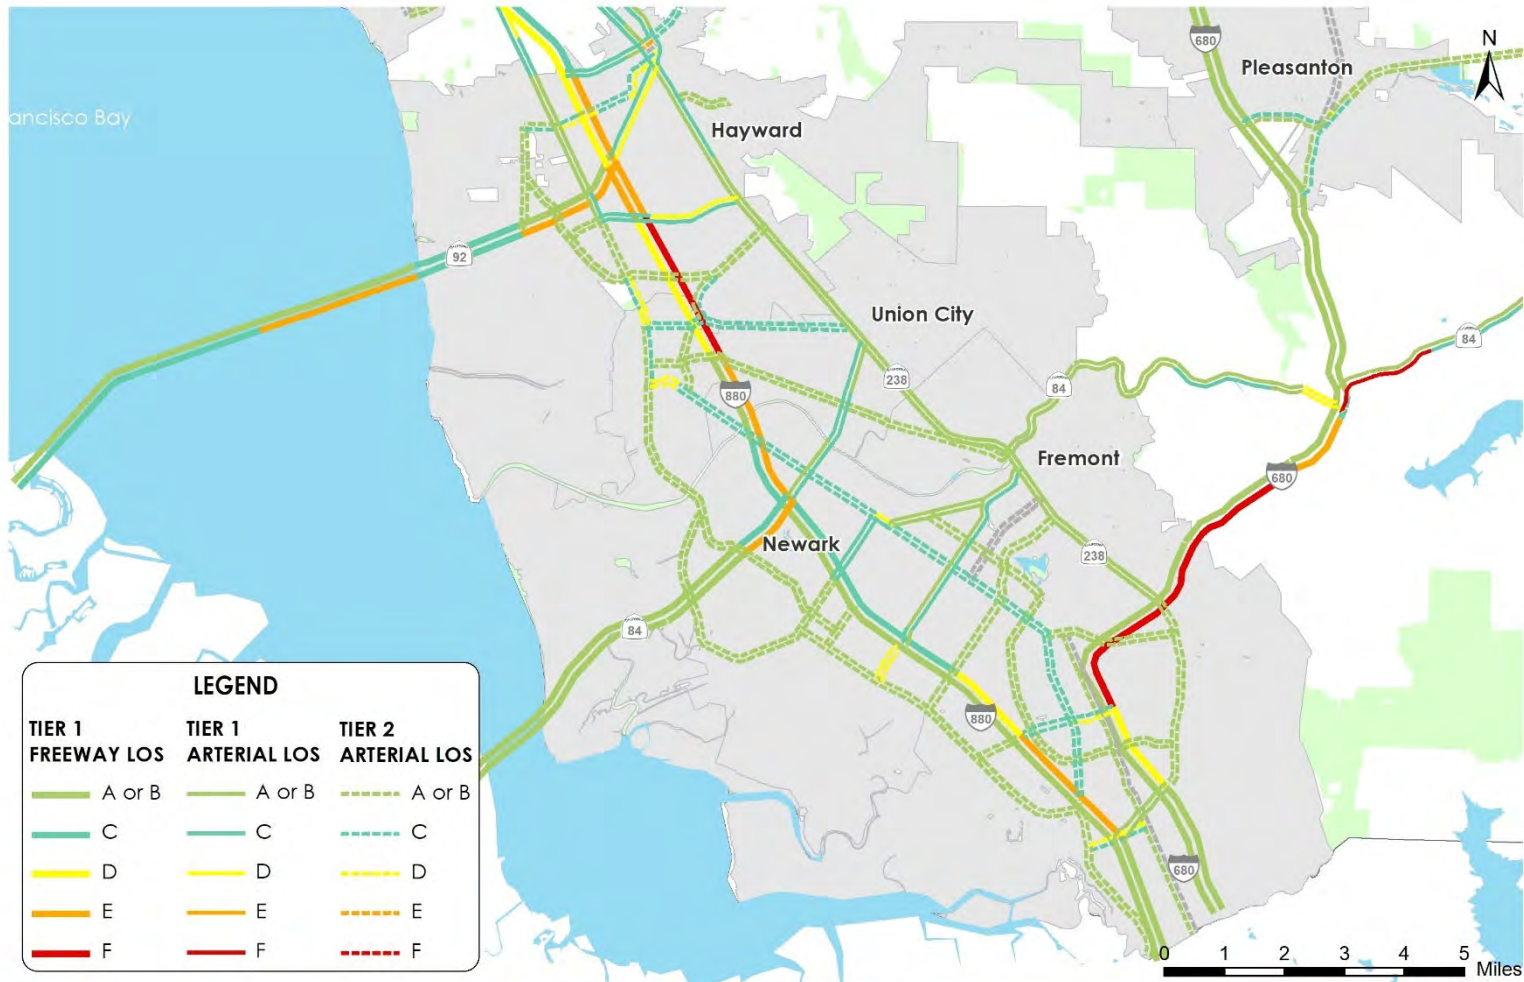 680
N
Pleasanton
ancisco Bay
Hayward
92
Union City
84
238
84
880
Fremont
680
Newark
238
84
880
680
LEGEND
TIER 1
FREEWAY LOS
A or B
C
D
E
F
TIER 1
ARTERIAL LOS
A or B
C
D
E
F
TIER 2
ARTERIAL LOS
A or B
C
D
E
F
0 1 2 3 4 5
Miles